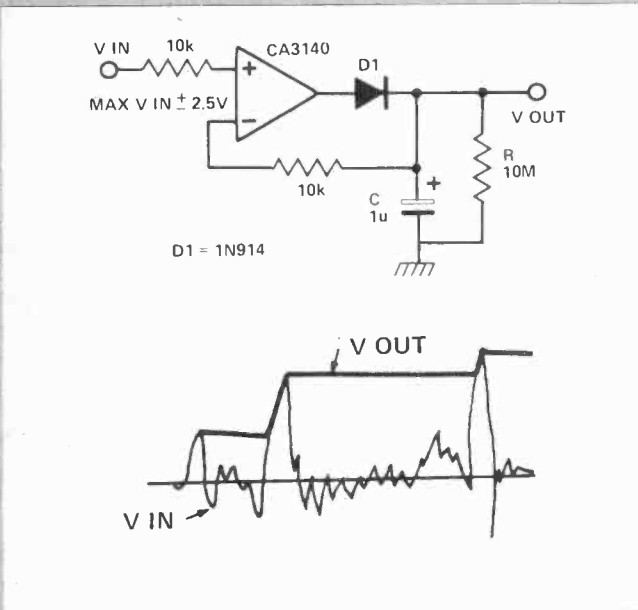 V IN
10k
CA3140
D1
MAX V IN ± 2.5V
+
−
V OUT
R
10M
10k
C
1u
+
D1 = 1N914
V OUT
V IN